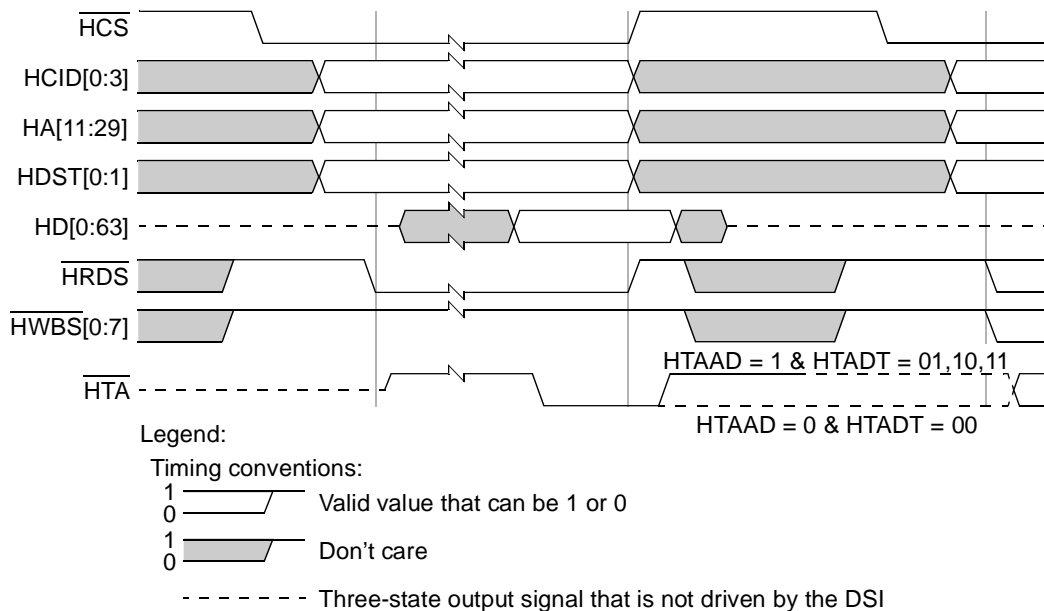 HCS
HCID[0:3]
HA[11:29]
HDST[0:1]
HD[0:63]
HRDS
HWBS[0:7]
HTAAD = 1 & HTADT = 01,10,11
HTA
HTAAD = 0 & HTADT = 00
Legend:
Timing conventions:
1
0
Valid value that can be 1 or 0
1
0
Don't care
Three-state output signal that is not driven by the DSI